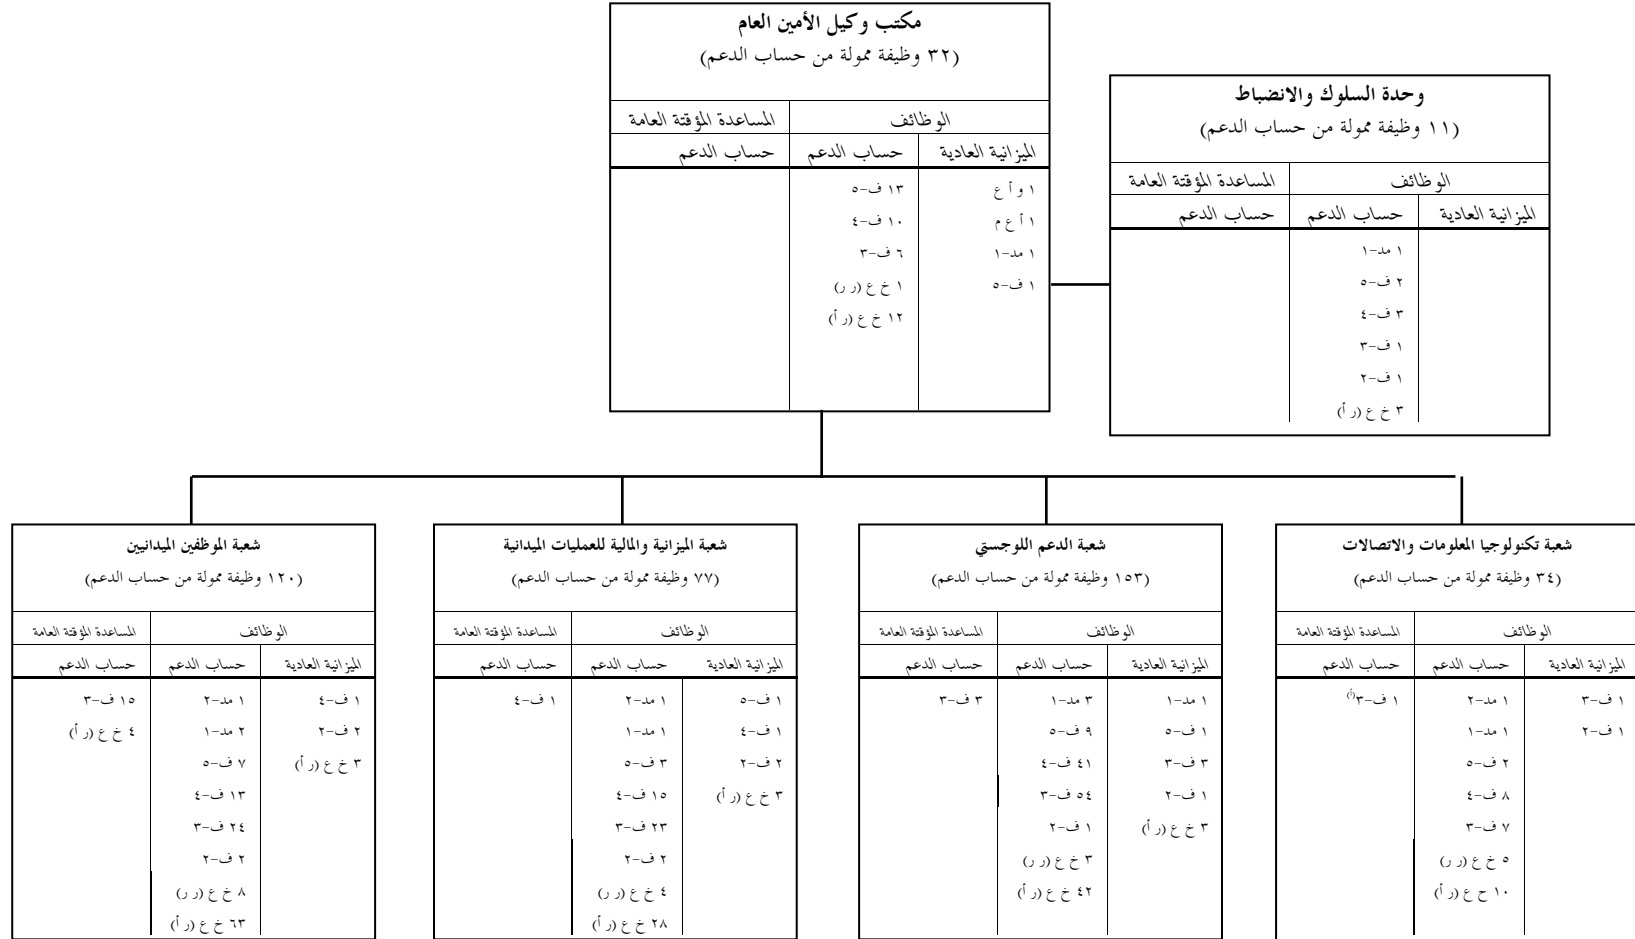 مكتب وكيل الأمين العام
(٣٢ وظيفة ممولة من حساب الدعم)
الوظائف المساعدة المؤقتة العامة
الميزانية العادية حساب الدعم حساب الدعم
١ و أ ع ١٣ ف-٥
١ أ ع م ١٠ ف-٤
١ مد-١ ٦ ف-٣
١ ف-٥ ١ خ ع (ر ر)
١٢ خ ع (ر أ)
وحدة السلوك والانضباط
(١١ وظيفة ممولة من حساب الدعم)
الوظائف المساعدة المؤقتة العامة
الميزانية العادية حساب الدعم حساب الدعم
١ مد-١
٢ ف-٥
٣ ف-٤
١ ف-٣
١ ف-٢
٣ خ ع (ر أ)
شعبة تكنولوجيا المعلومات والاتصالات
(٣٤ وظيفة ممولة من حساب الدعم)
الوظائف المساعدة المؤقتة العامة
الميزانية العادية حساب الدعم حساب الدعم
١ ف-٣ ١ مد-٢ ١ ف-٣(أ)
١ ف-٢ ١ مد-١
٢ ف-٥
٨ ف-٤
٧ ف-٣
٥ خ ع (ر ر)
١٠ ح ع (ر أ)
شعبة الدعم اللوجستي
(١٥٣ وظيفة ممولة من حساب الدعم)
الوظائف المساعدة المؤقتة العامة
الميزانية العادية حساب الدعم حساب الدعم
١ مد-١ ٣ مد-١ ٣ ف-٣
١ ف-٥ ٩ ف-٥
٣ ف-٣ ٤١ ف-٤
١ ف-٢ ٥٤ ف-٣
٣ خ ع (ر أ) ١ ف-٢
٣ خ ع (ر ر)
٤٢ خ ع (ر أ)
شعبة الميزانية والمالية للعمليات الميدانية
(٧٧ وظيفة ممولة من حساب الدعم)
الوظائف المساعدة المؤقتة العامة
الميزانية العادية حساب الدعم حساب الدعم
١ ف-٥ ١ مد-٢ ١ ف-٤
١ ف-٤ ١ مد-١
٢ ف-٢ ٣ ف-٥
٣ خ ع (ر أ) ١٥ ف-٤
٢٣ ف-٣
٢ ف-٢
٤ خ ع (ر ر)
٢٨ خ ع (ر أ)
شعبة الموظفين الميدانيين
(١٢٠ وظيفة ممولة من حساب الدعم)
الوظائف المساعدة المؤقتة العامة
الميزانية العادية حساب الدعم حساب الدعم
١ ف-٤ ١ مد-٢ ١٥ ف-٣
٢ ف-٢ ٢ مد-١ ٤ خ ع (ر أ)
٣ خ ع (ر أ) ٧ ف-٥
١٣ ف-٤
٢٤ ف-٣
٢ ف-٢
٨ خ ع (ر ر)
٦٣ خ ع (ر أ)